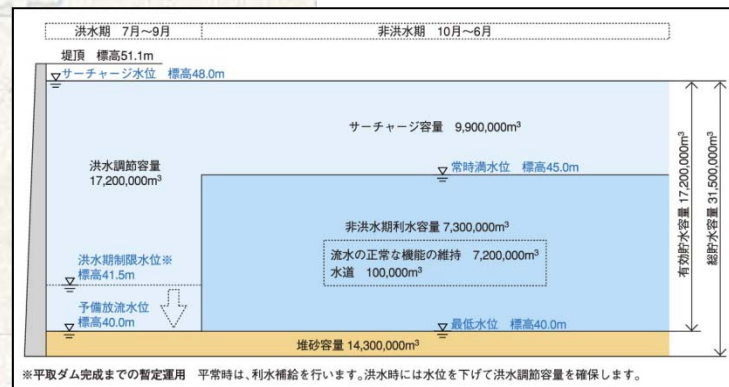 洪水期 7月～9月
非洪水期 10月～6月
堤頂 標高51.1m
サーチャージ水位 標高48.0m
サーチャージ容量 9,900,000m³
洪水調節容量
17,200,000m³
常時満水位 標高45.0m
非洪水期利水容量 7,300,000m³
流水の正常な機能の維持 7,200,000m³
水道 100,000m³
洪水期制限水位※
標高41.5m
予備放流水位
標高40.0m
最低水位 標高40.0m
堆砂容量 14,300,000m³
有効貯水容量 17,200,000m³
総貯水容量 31,500,000m³
※平取ダム完成までの暫定運用 平常時は、利水補給を行います。洪水時には水位を下げて洪水調節容量を確保します。